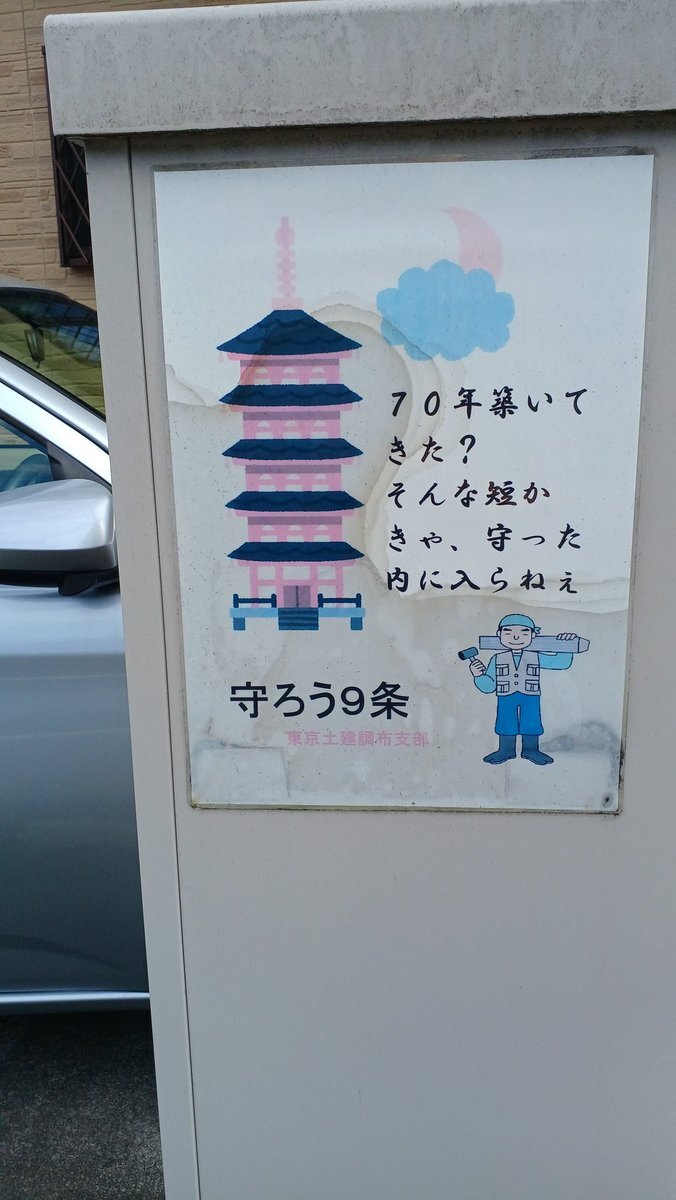 70年築いて
きた?
そんな短か
きゃ、守った
内に入らねぇ
守ろう9条
東京土建調布支部